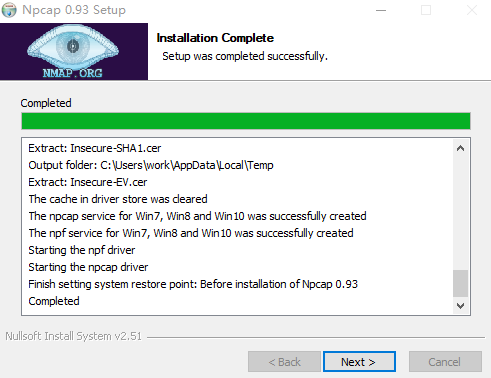 Npcap 0.93 Setup
NMAP.ORG
Installation Complete
Setup was completed successfully.
Completed
Extract: Insecure-SHA1.cer
Output folder: C:\Users\work\AppData\Local\Temp
Extract: Insecure-EV.cer
The cache in driver store was cleared
The npcap service for Win7, Win8 and Win10 was successfully created
The npf service for Win7, Win8 and Win10 was successfully created
Starting the npf driver
Starting the npcap driver
Finish setting system restore point: Before installation of Npcap 0.93
Completed
Nullsoft Install System v2.51
< Back
Next >
Cancel